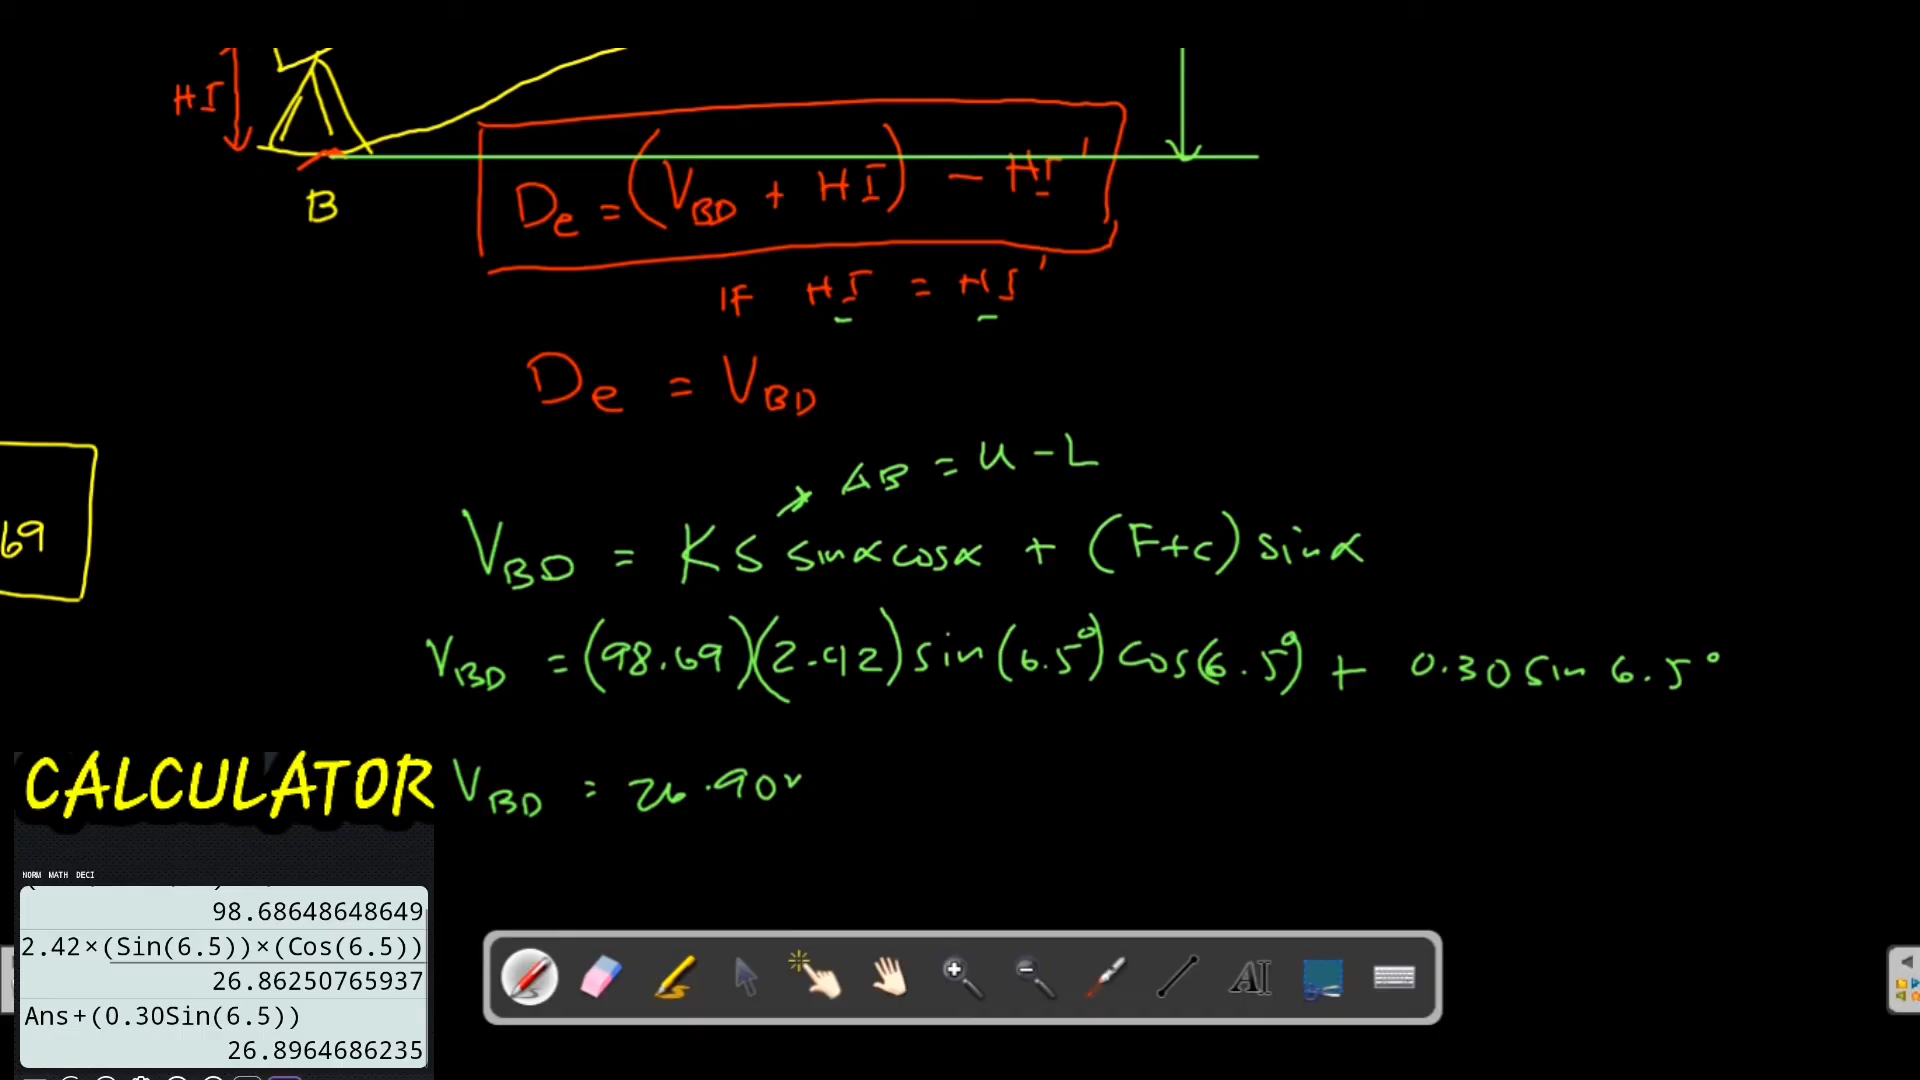 HI
B
De = (VBD + HI) - HI'
IF HI = HI'
De = VBD
AB = U - L
69
VBD = KS sinα cosα + (F+c) sinα
VBD = (98.69)(2.42) sin(6.5°) cos(6.5°) + 0.30 sin 6.5°
CALCULATOR
VBD = 26.90
NORM MATH DECI
98.68648648649
2.42×(Sin(6.5))×(Cos(6.5))
26.86250765937
Ans+(0.30Sin(6.5))
26.8964686235
AI